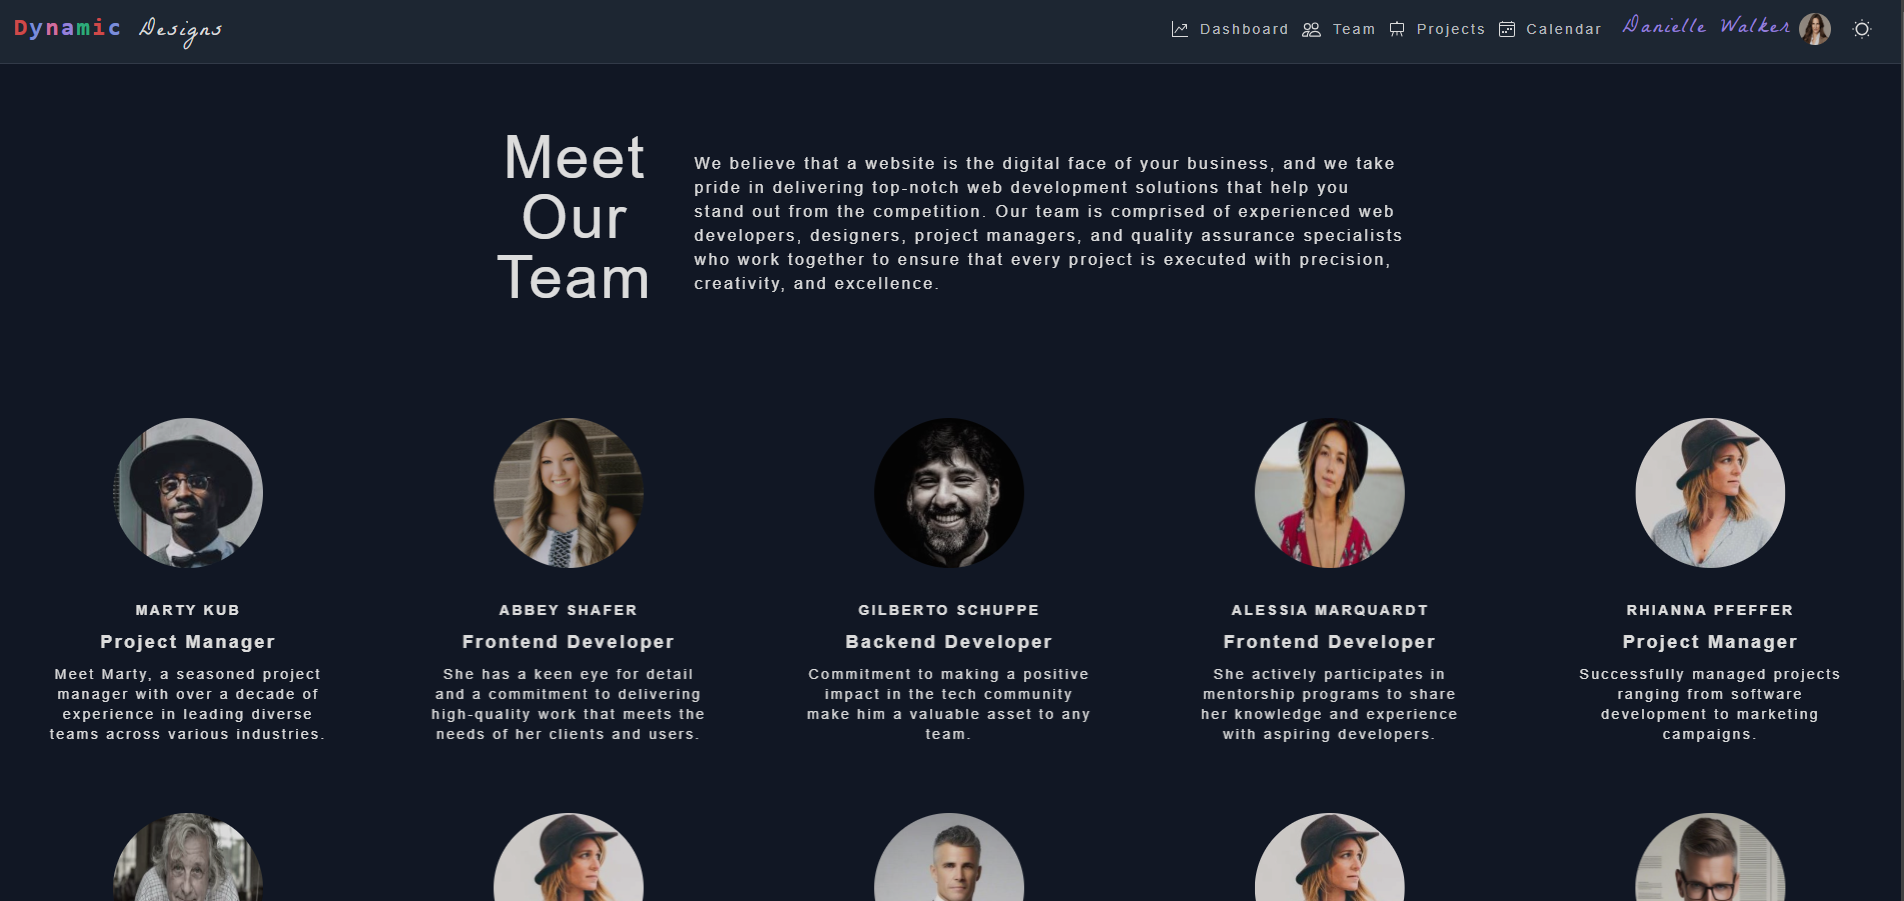 Dynamic Designs
Dashboard Team Projects Calendar Danielle Walker
Meet
Our
Team
We believe that a website is the digital face of your business, and we take
pride in delivering top-notch web development solutions that help you
stand out from the competition. Our team is comprised of experienced web
developers, designers, project managers, and quality assurance specialists
who work together to ensure that every project is executed with precision,
creativity, and excellence.
MARTY KUB
Project Manager
Meet Marty, a seasoned project
manager with over a decade of
experience in leading diverse
teams across various industries.
ABBEY SHAFER
Frontend Developer
She has a keen eye for detail
and a commitment to delivering
high-quality work that meets the
needs of her clients and users.
GILBERTO SCHUPPE
Backend Developer
Commitment to making a positive
impact in the tech community
make him a valuable asset to any
team.
ALESSIA MARQUARDT
Frontend Developer
She actively participates in
mentorship programs to share
her knowledge and experience
with aspiring developers.
RHIANNA PFEFFER
Project Manager
Successfully managed projects
ranging from software
development to marketing
campaigns.